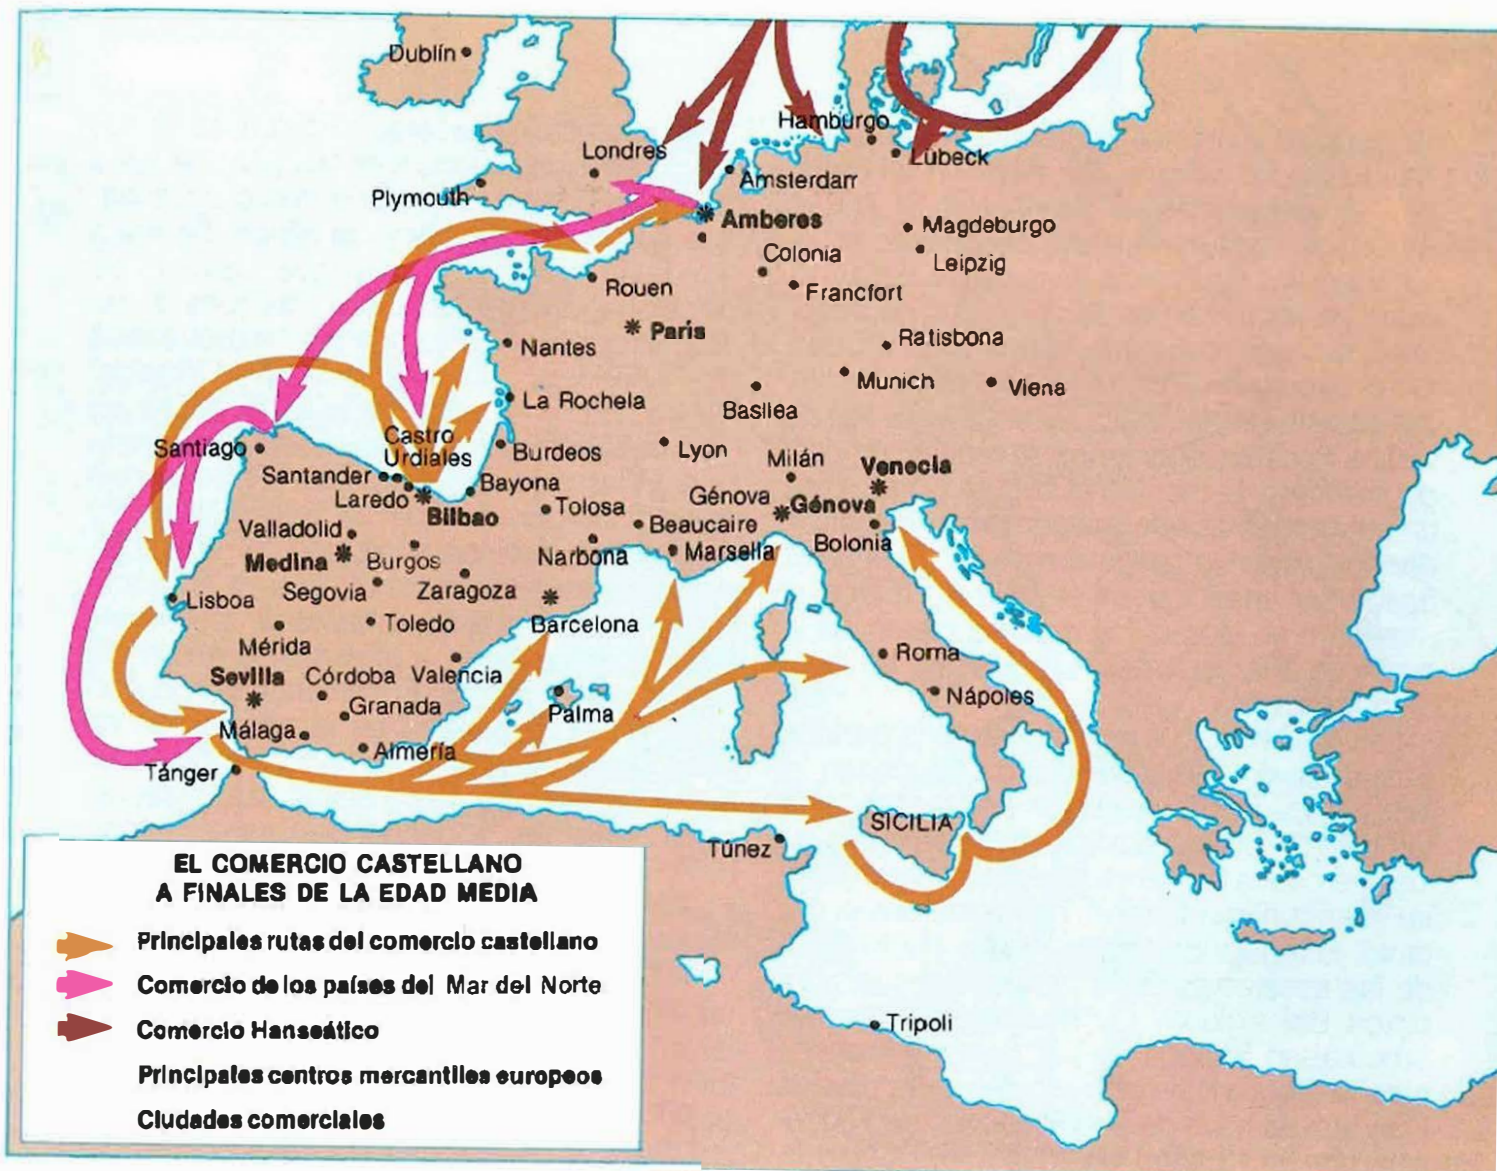 Dublín
Hamburgo
Londres
Lübeck
Plymouth
Amsterdarr
Amberes
Magdeburgo
Colonia
Leipzig
Rouen
Francfort
París
Nantes
Ratisbona
Munich
Viena
La Rochela
Basilea
Santiago
Castro
Urdiales
Burdeos
Lyon
Milán
Venecia
Santander
Laredo
Bayona
Bilbao
Tolosa
Génova
Génova
Beaucaire
Valladolid
Medina
Burgos
Narbona
Marsella
Bolonia
Segovia
Zaragoza
Lisboa
Toledo
Barcelona
Mérida
Roma
Sevilla
Córdoba
Valencia
Nápoles
Granada
Palma
Málaga
Almería
Tánger
SICILIA
Túnez
Tripoli
EL COMERCIO CASTELLANO
A FINALES DE LA EDAD MEDIA
Principales rutas del comercio castellano
Comercio de los países del Mar del Norte
Comercio Hanseático
Principales centros mercantiles europeos
Ciudades comerciales